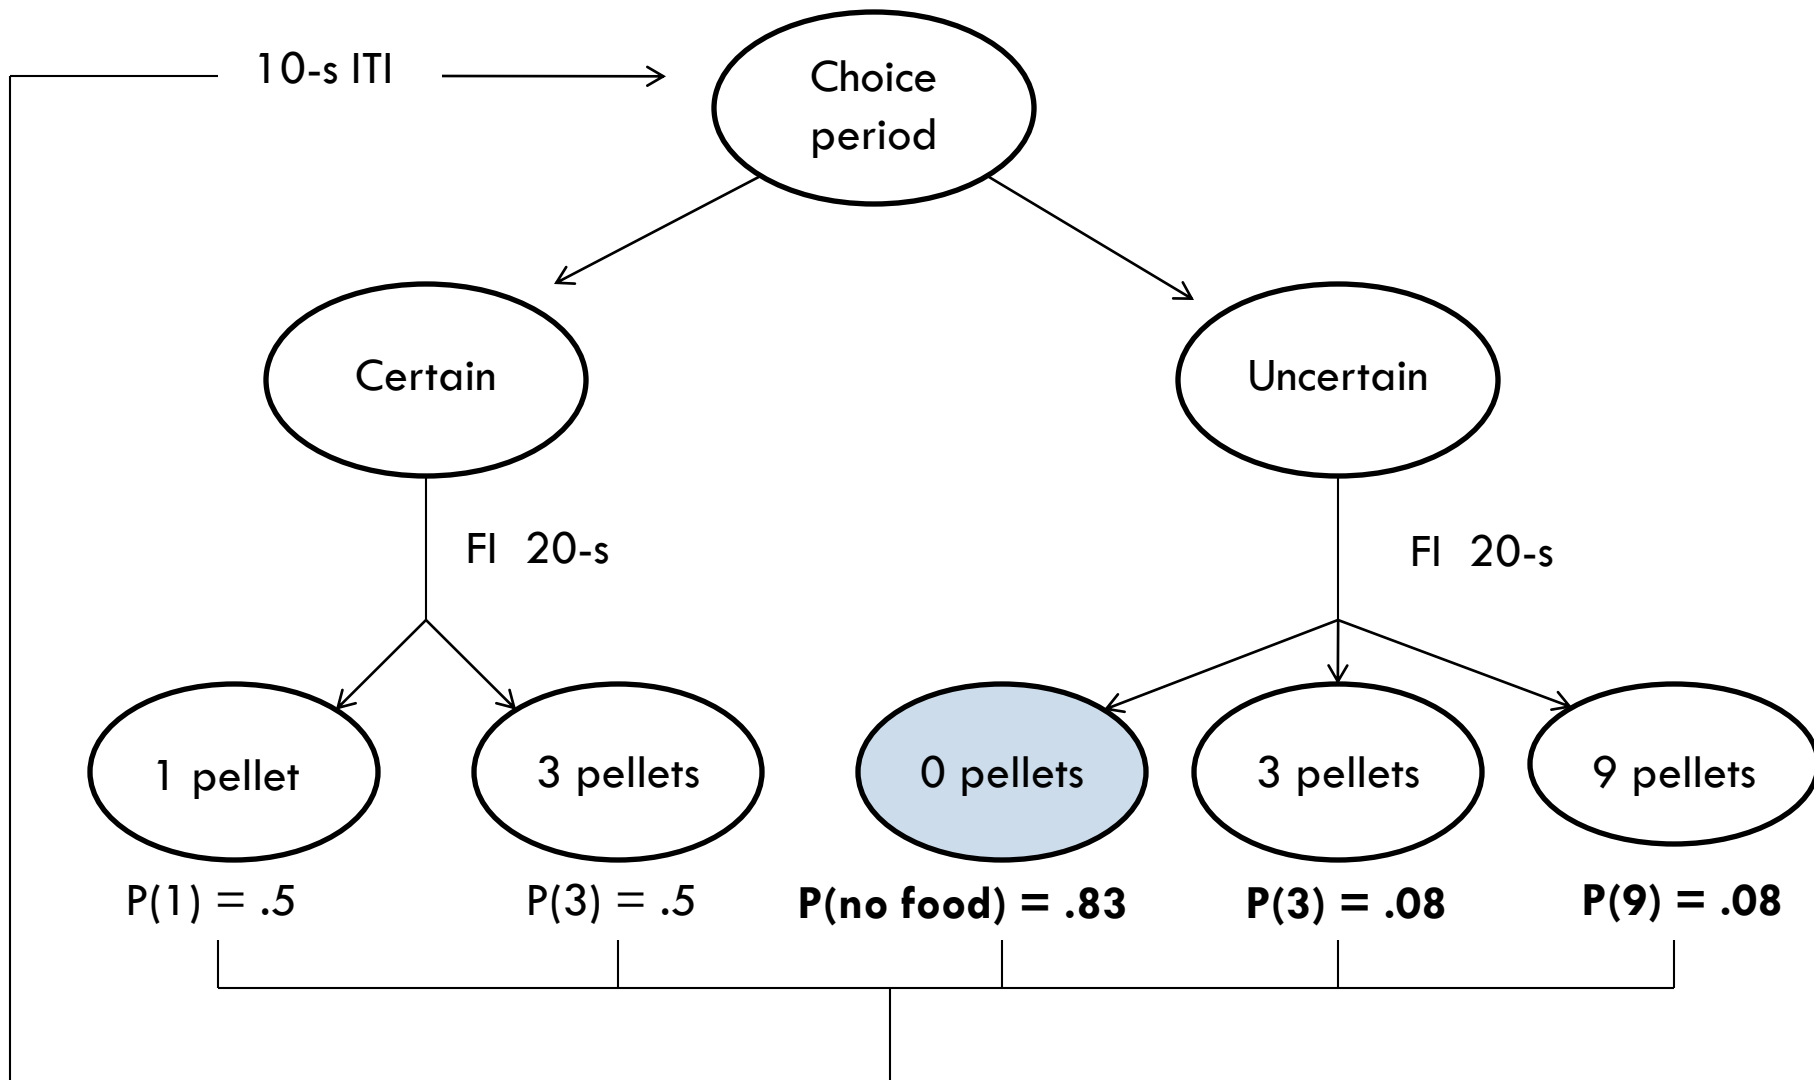 10-s ITI
Choice
period
Certain
Uncertain
FI 20-s
FI 20-s
1 pellet
3 pellets
0 pellets
3 pellets
9 pellets
P(1) = .5
P(3) = .5
P(no food) = .83
P(3) = .08
P(9) = .08